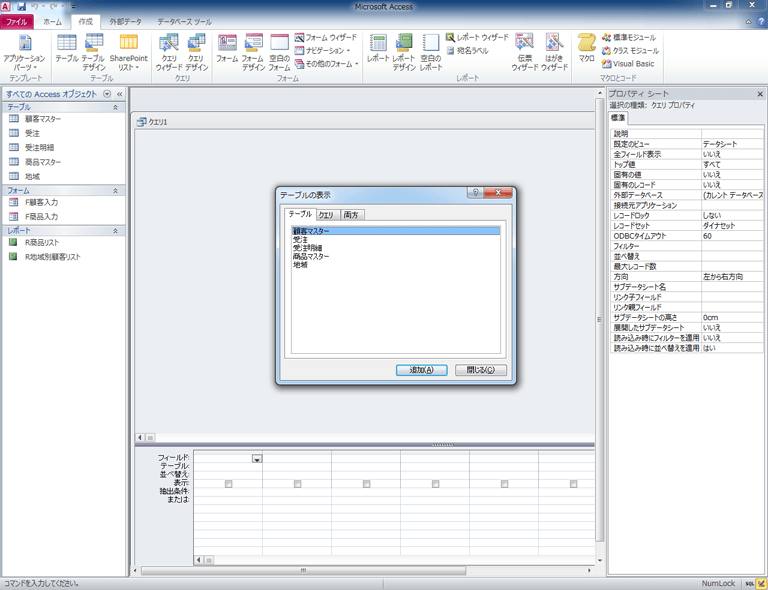 Microsoft Access
ファイル ホーム 作成 外部データ データベース ツール
アプリケーション パーツ
テーブル
テーブル デザイン
SharePoint リスト
クエリ ウィザード
クエリ デザイン
フォーム
フォーム デザイン
空白の フォーム
フォーム ウィザード
ナビゲーション
その他のフォーム
レポート
レポート デザイン
空白の レポート
レポート ウィザード
宛名ラベル
伝票 ウィザード
はがき ウィザード
マクロ
標準モジュール
クラス モジュール
Visual Basic
テンプレート テーブル クエリ フォーム レポート マクロとコード
すべての Access オブジェクト
テーブル
顧客マスター
受注
受注明細
商品マスター
地域
フォーム
F顧客入力
F商品入力
レポート
R商品リスト
R地域別顧客リスト
クエリ1
テーブルの表示
テーブル クエリ 両方
顧客マスター
受注
受注明細
商品マスター
地域
追加(A) 閉じる(C)
フィールド:
テーブル:
並べ替え:
表示:
抽出条件:
または:
プロパティ シート
選択の種類: クエリ プロパティ
標準
説明
既定のビュー データシート
全フィールド表示 いいえ
トップ値 すべて
固有の値 いいえ
固有のレコード いいえ
外部データベース (カレント データベース
接続元アプリケーション
レコードロック しない
レコードセット ダイナセット
ODBCタイムアウト 60
フィルター
並べ替え
最大レコード数
方向 左から右方向
サブデータシート名
リンク子フィールド
リンク親フィールド
サブデータシートの高さ 0cm
展開したサブデータシート いいえ
読み込み時にフィルターを適用 いいえ
読み込み時に並べ替えを適用 はい
コマンドを入力してください。
NumLock
SQL